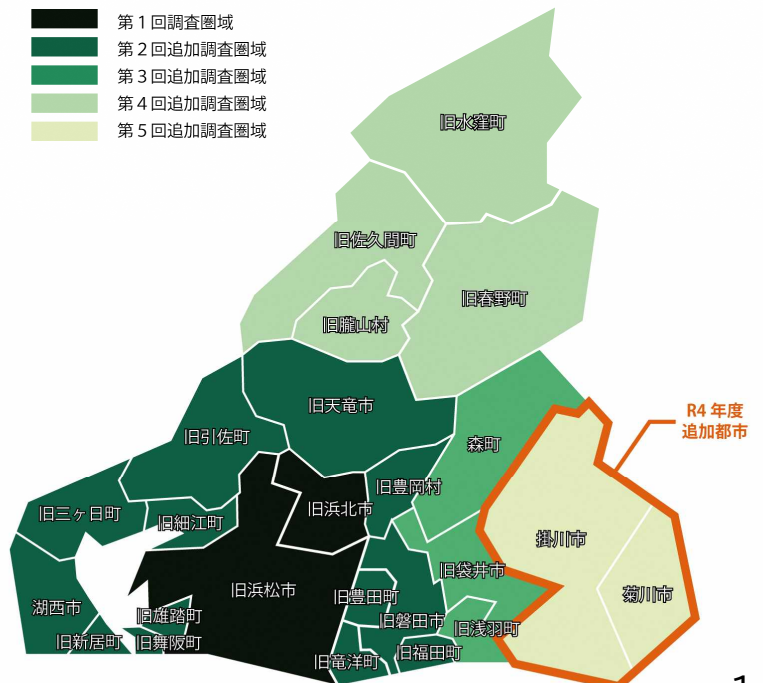 第１回調査圏域
第２回追加調査圏域
第３回追加調査圏域
第４回追加調査圏域
第５回追加調査圏域
旧水窪町
旧佐久間町
旧春野町
旧龍山村
旧天竜市
R4 年度
追加都市
旧引佐町
森町
旧豊岡村
旧浜北市
旧三ヶ日町
旧細江町
掛川市
旧袋井市
旧浜松市
旧豊田町
菊川市
湖西市
旧雄踏町
旧磐田市
旧浅羽町
旧新居町
旧舞阪町
旧福田町
旧竜洋町